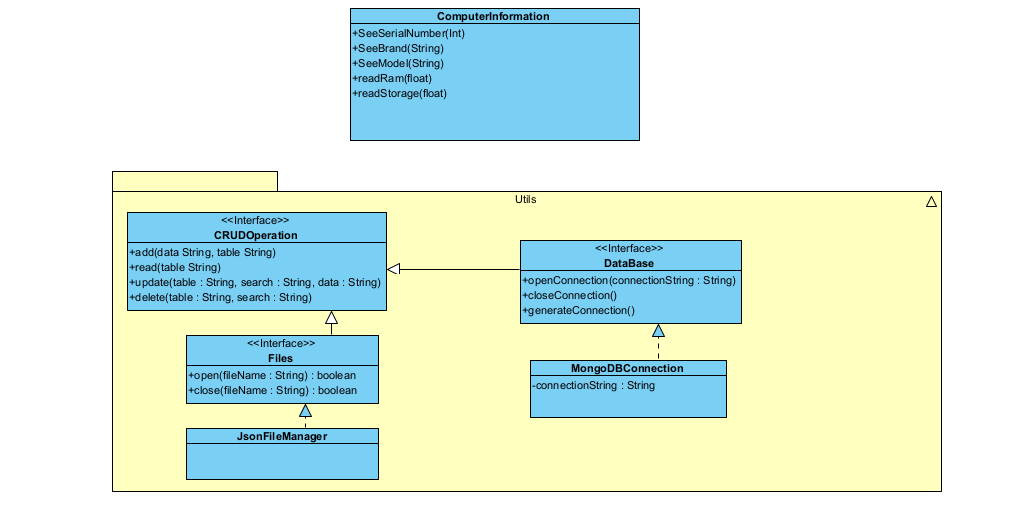 ComputerInformation
+SeeSerialNumber(Int)
+SeeBrand(String)
+SeeModel(String)
+readRam(float)
+readStorage(float)
Utils
<<Interface>>
CRUDOperation
+add(data String, table String)
+read(table String)
+update(table : String, search : String, data : String)
+delete(table : String, search : String)
<<Interface>>
DataBase
+openConnection(connectionString : String)
+closeConnection()
+generateConnection()
<<Interface>>
Files
+open(fileName : String) : boolean
+close(fileName : String) : boolean
MongoDBConnection
-connectionString : String
JsonFileManager